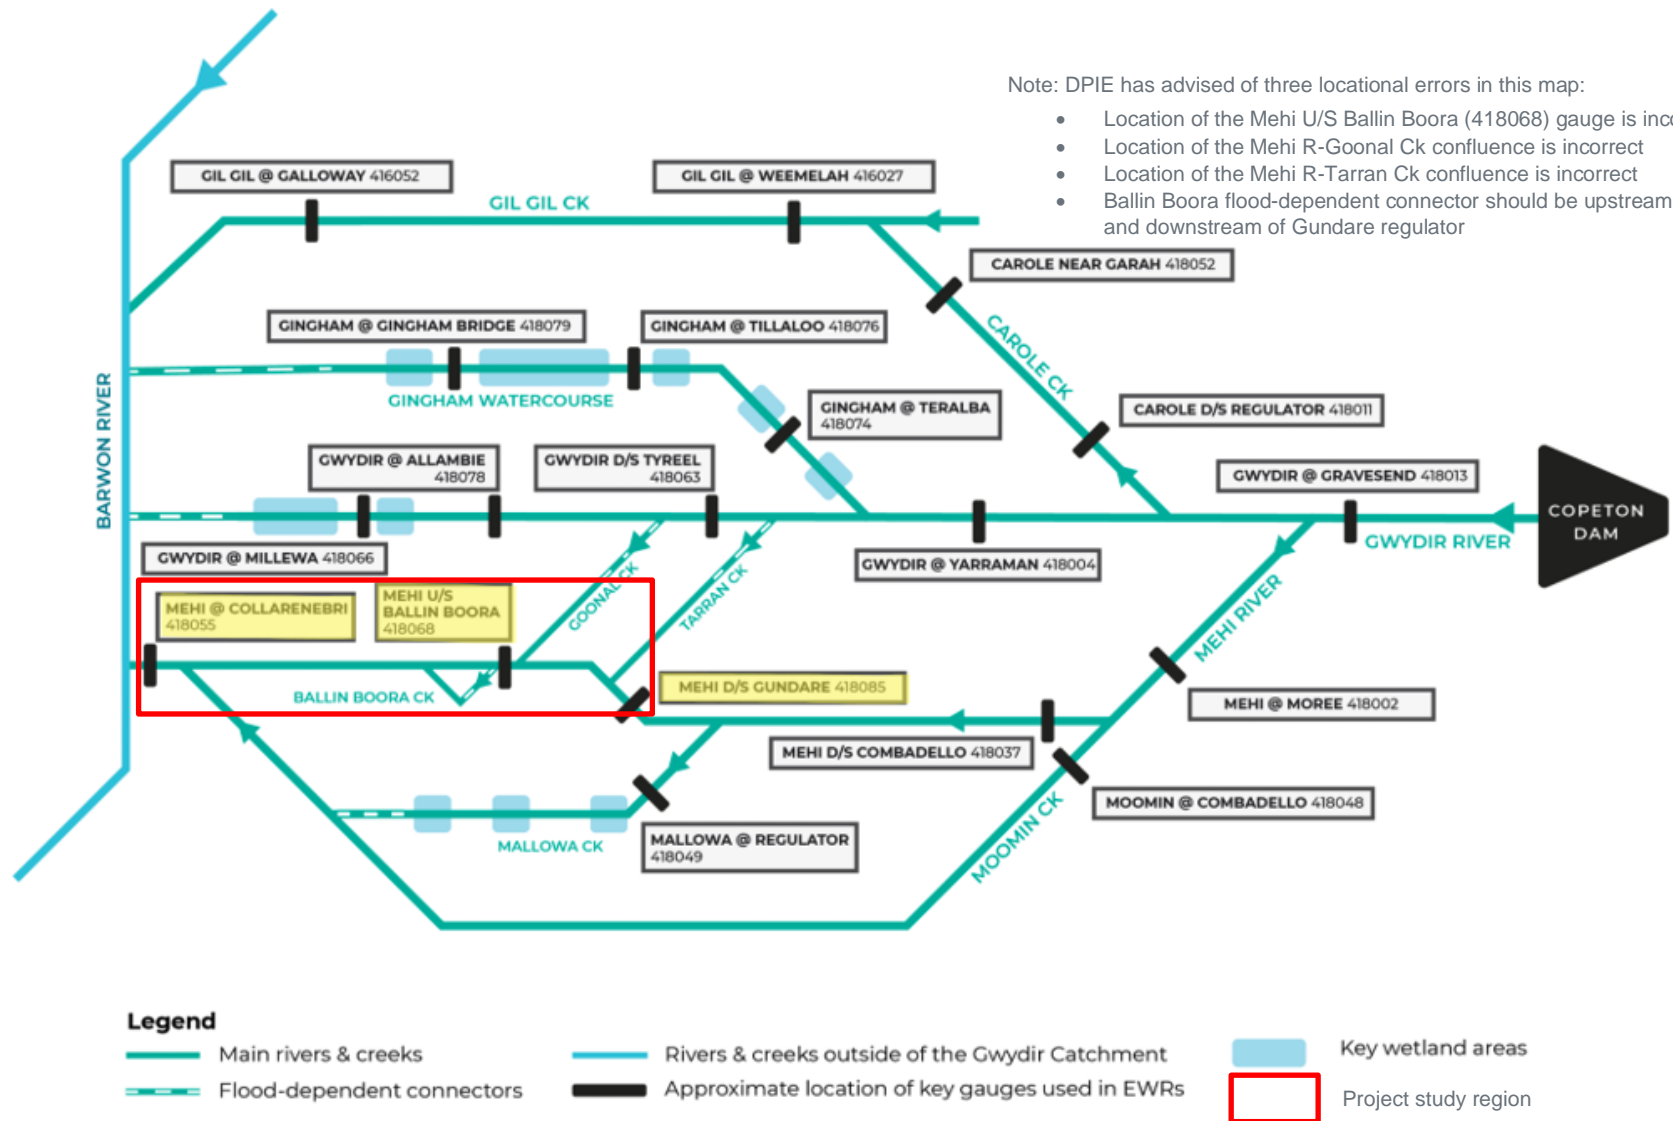 Note: DPIE has advised of three locational errors in this map:
• Location of the Mehi U/S Ballin Boora (418068) gauge is
• Location of the Mehi R-Goonal Ck confluence is incorrect
• Location of the Mehi R-Tarran Ck confluence is incorrect
• Ballin Boora flood-dependent connector should be upstream
and downstream of Gundare regulator
GIL GIL @ GALLOWAY 416052
GIL GIL @ WEEMELAH 416027
GIL GIL CK
CAROLE NEAR GARAH 418052
GINGHAM @ GINGHAM BRIDGE 418079
GINGHAM @ TILLALOO 418076
CAROLE CK
BARWON RIVER
GINGHAM WATERCOURSE
GINGHAM @ TERALBA
418074
CAROLE D/S REGULATOR 418011
GWYDIR @ ALLAMBIE
418078
GWYDIR D/S TYREEL
418063
GWYDIR @ GRAVESEND 418013
COPETON
DAM
GWYDIR RIVER
GWYDIR @ MILLEWA 418066
GWYDIR @ YARRAMAN 418004
GOONAL CK
TARRAN CK
MEHI RIVER
MEHI @ COLLARENEBRI
418055
MEHI U/S
BALLIN BOORA
418068
BALLIN BOORA CK
MEHI D/S GUNDARE 418085
MEHI @ MOREE 418002
MEHI D/S COMBADELLO 418037
MOOMIN @ COMBADELLO 418048
MALLOWA CK
MALLOWA @ REGULATOR
418049
MOOMIN CK
Legend
Main rivers & creeks
Rivers & creeks outside of the Gwydir Catchment
Key wetland areas
Flood-dependent connectors
Approximate location of key gauges used in EWRs
Project study region